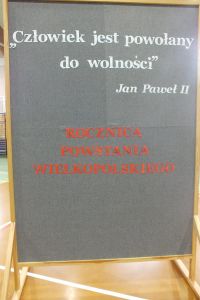 „Człowiek jest powołany
do wolności”
Jan Paweł II
ROCZNICA
POWSTANIA
WIELKOPOLSKIEGO